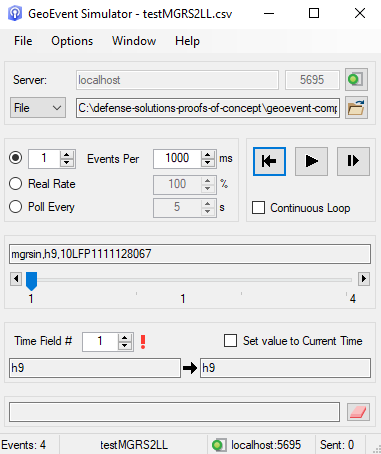 GeoEvent Simulator - testMGRS2LL.csv
File Options Window Help
Server: localhost 5695
File C:\defense-solutions-proofs-of-concept\geoevent-comp
1 Events Per 1000 ms
Real Rate 100 %
Poll Every 5 s
Continuous Loop
mgrsin,h9,10LFP1111128067
1 1 4
Time Field # 1 Set value to Current Time
h9 h9
Events: 4 testMGRS2LL localhost:5695 Sent: 0